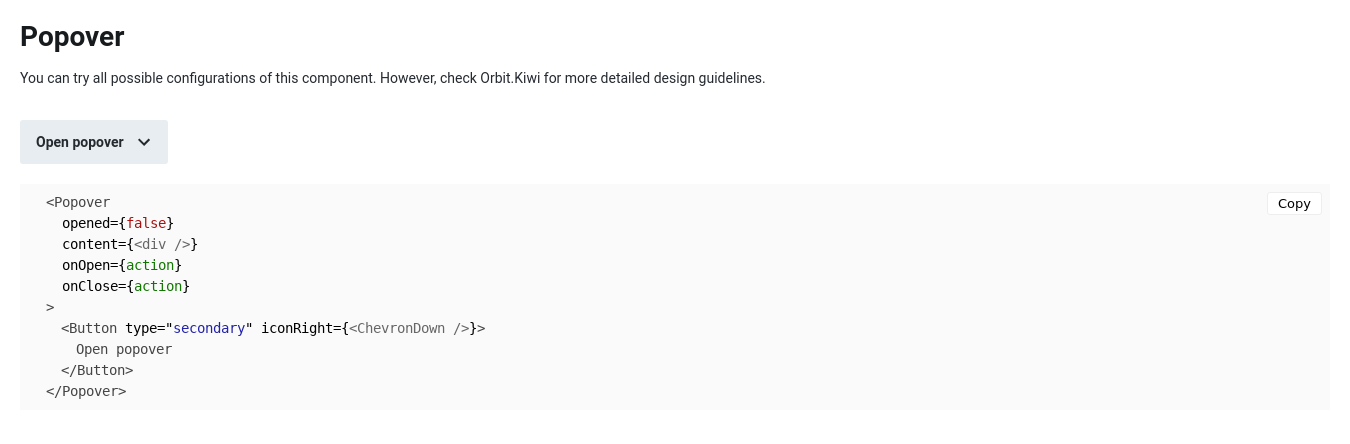 Popover
You can try all possible configurations of this component. However, check Orbit.Kiwi for more detailed design guidelines.
Open popover
Copy
<Popover
  opened={false}
  content={<div />}
  onOpen={action}
  onClose={action}
>
  <Button type="secondary" iconRight={<ChevronDown />}>
    Open popover
  </Button>
</Popover>